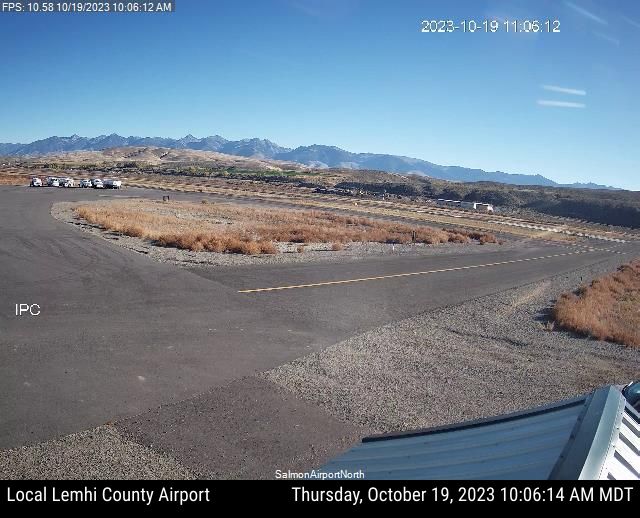 FPS: 10.58 10/19/2023 10:06:12 AM
2023-10-19 11:06:12
IPC
SalmonAirportNorth
Local Lemhi County Airport
Thursday, October 19, 2023 10:06:14 AM MDT